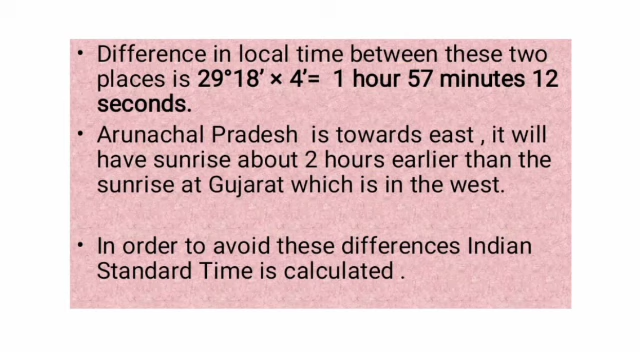 • Difference in local time between these two
places is 29°18’ × 4’=  1 hour 57 minutes 12
seconds.
• Arunachal Pradesh  is towards east , it will
have sunrise about 2 hours earlier than the
sunrise at Gujarat which is in the west.
• In order to avoid these differences Indian
Standard Time is calculated .